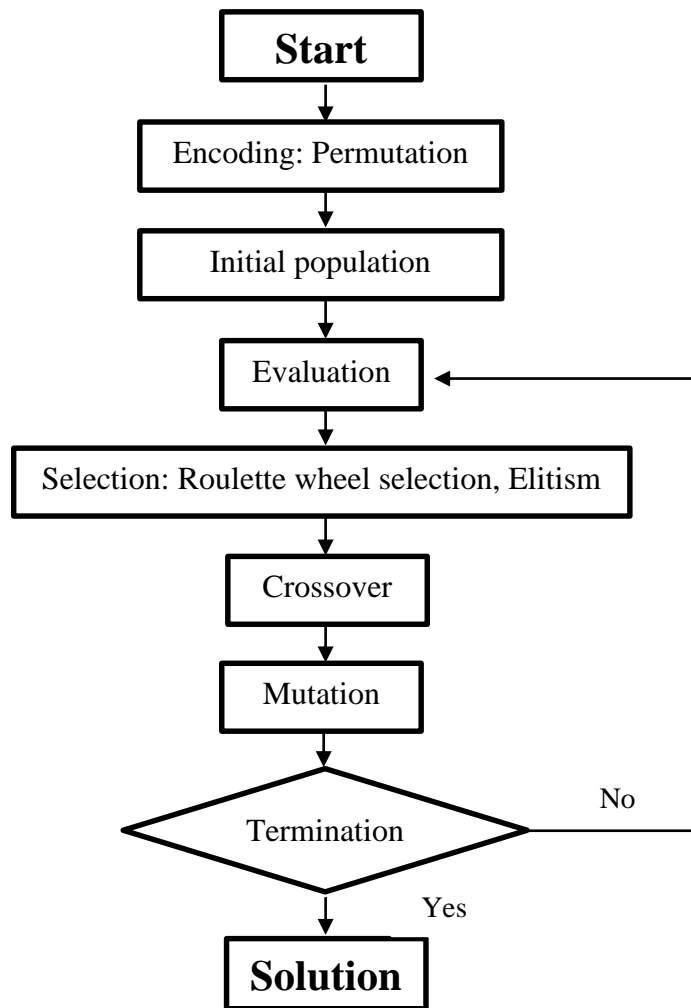 Start
Encoding: Permutation
Initial population
Evaluation
Selection: Roulette wheel selection, Elitism
Crossover
Mutation
Termination
No
Yes
Solution